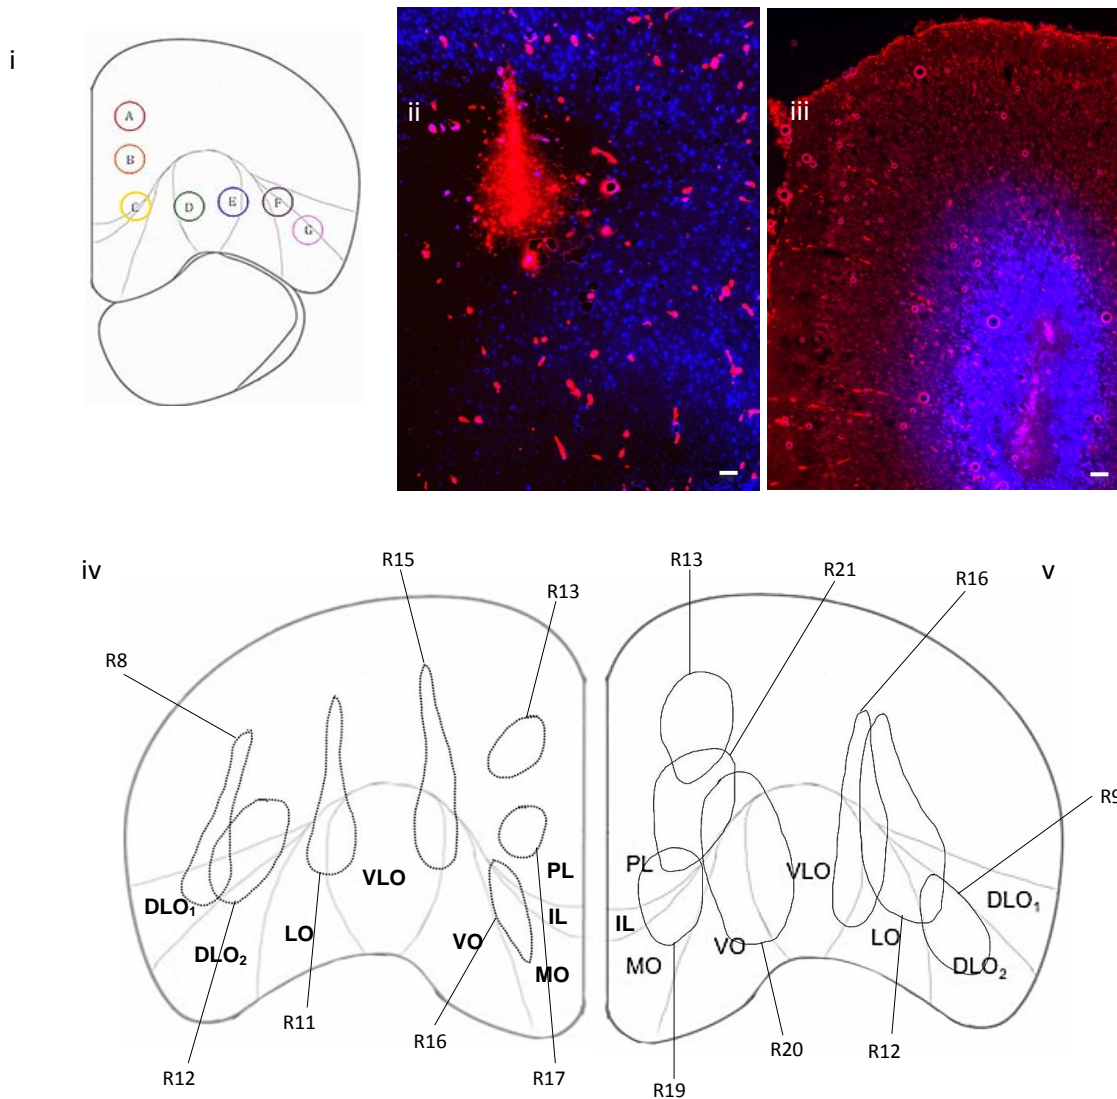 i
A
B
C
D
E
F
G
ii
iii
iv
R15
R13
R8
DLO1
DLO2
LO
VLO
VO
PL
IL
MO
R12
R11
R16
R17
v
R13
R21
R16
R9
PL
IL
MO
VO
VLO
LO
DLO1
DLO2
R19
R20
R12